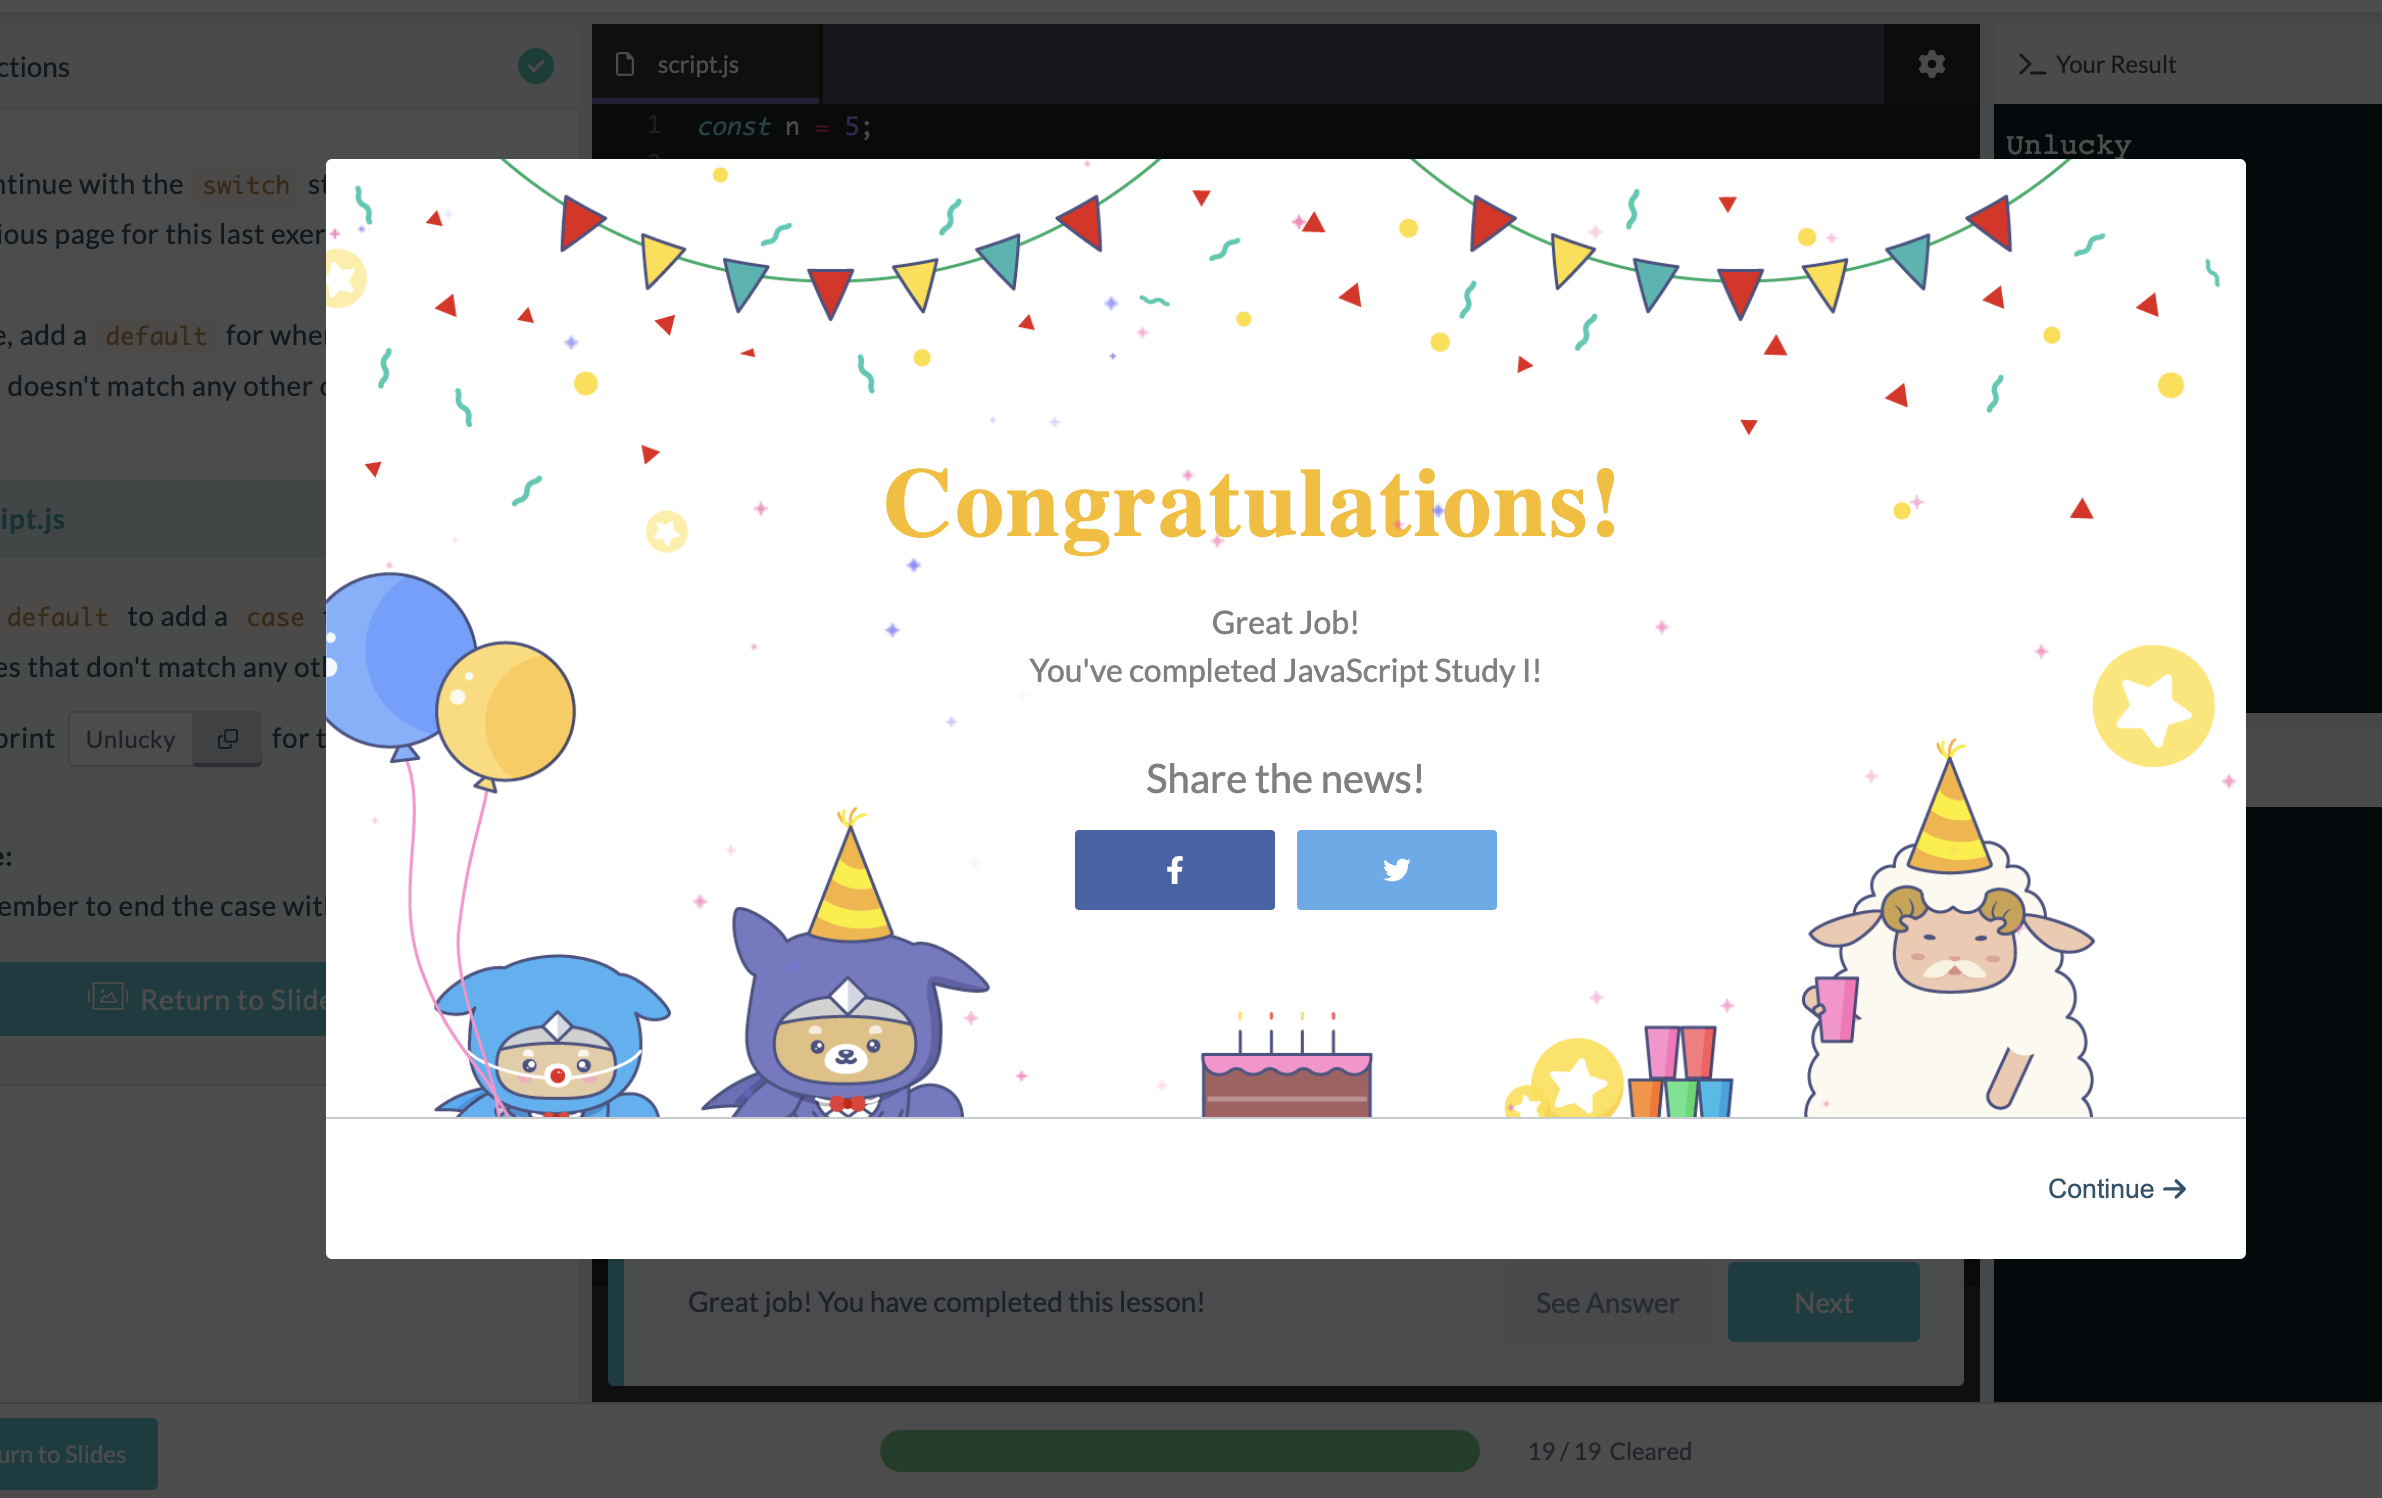 ctions
script.js
Your Result
1 const n = 5;
Unlucky
ntinue with the switch st
ious page for this last exer
e, add a default for when
doesn't match any other c
ipt.js
default to add a case
es that don't match any oth
print Unlucky for t
e:
ember to end the case with
Return to Slide
Congratulations!
Great Job!
You've completed JavaScript Study I!
Share the news!
Continue →
Great job! You have completed this lesson!
See Answer
Next
urn to Slides
19 / 19 Cleared